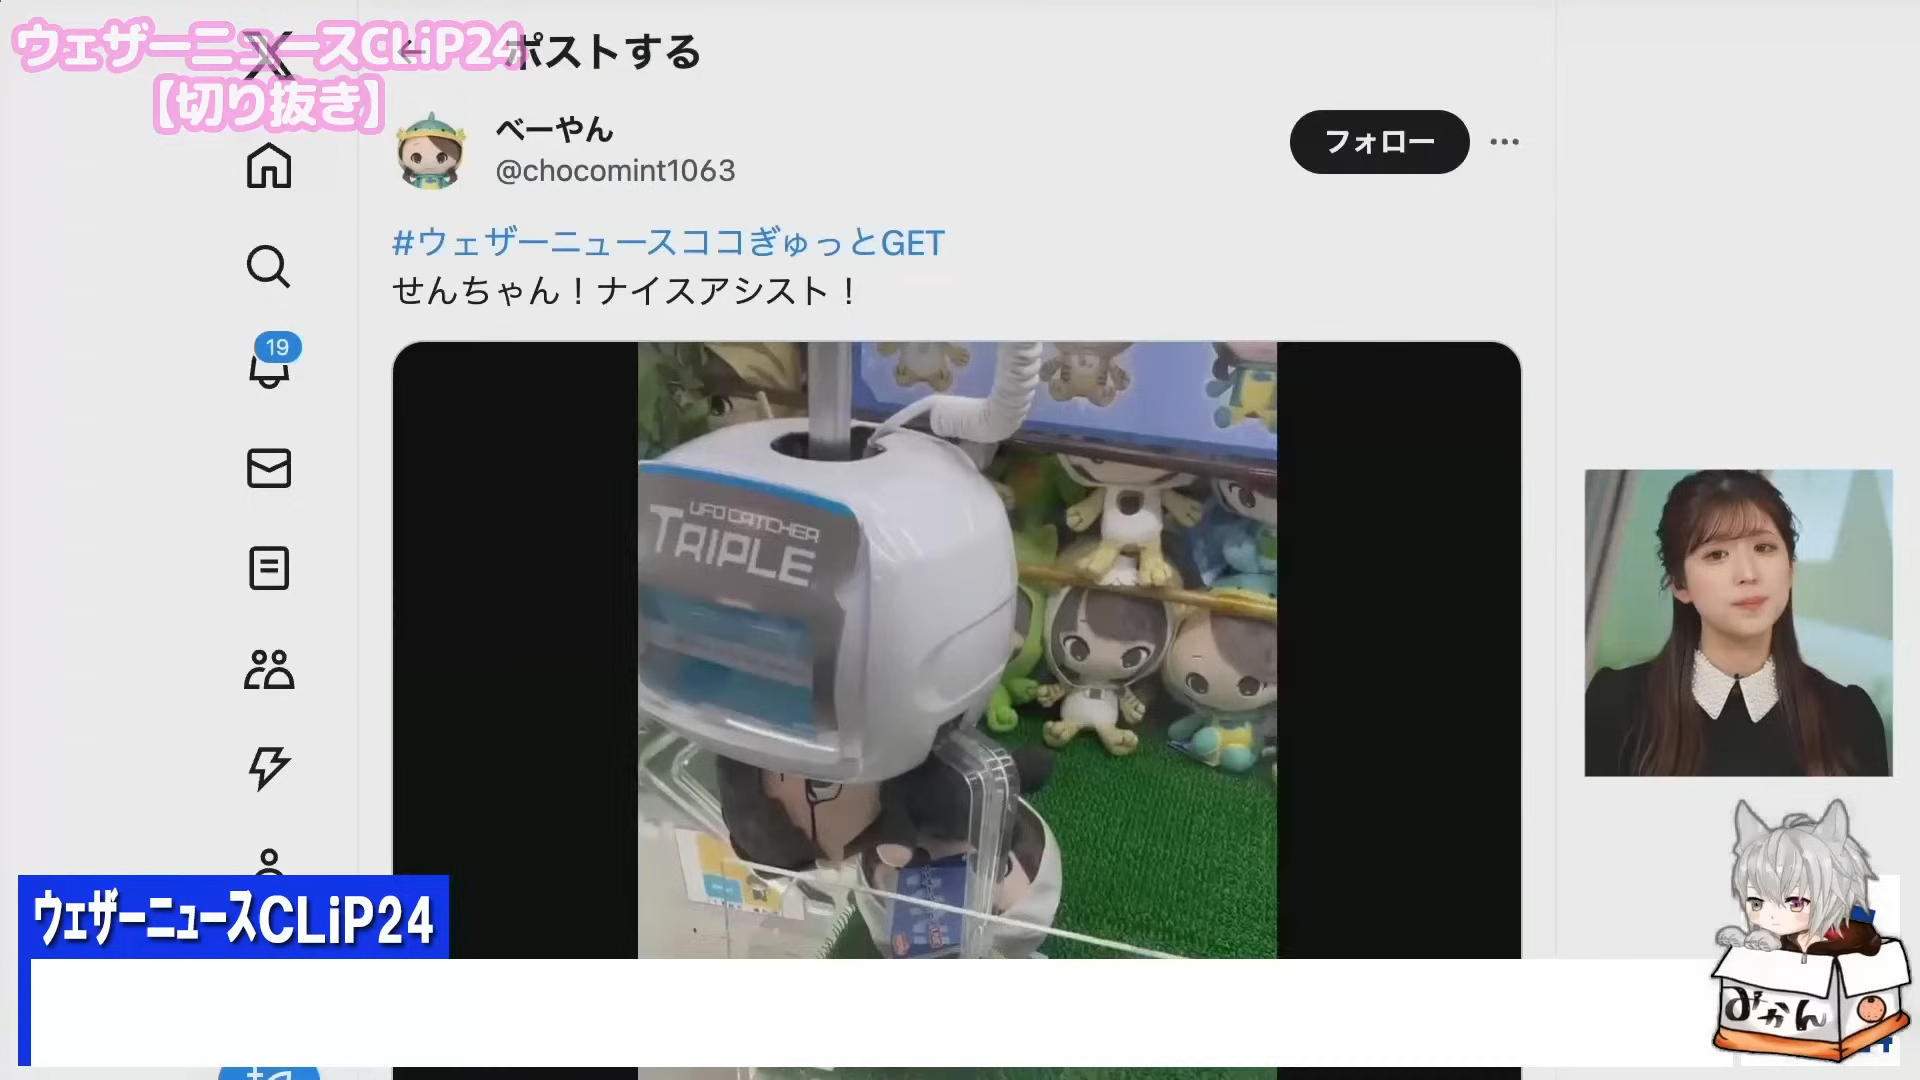 ウェザーニュースCLiP24
【切り抜き】
ポストする
べーやん
@chocomint1063
フォロー
#ウェザーニュースココぎゅっとGET
せんちゃん！ナイスアシスト！
19
UFO CATCHER
TRIPLE
ウェザーニュースCLiP24
みかん